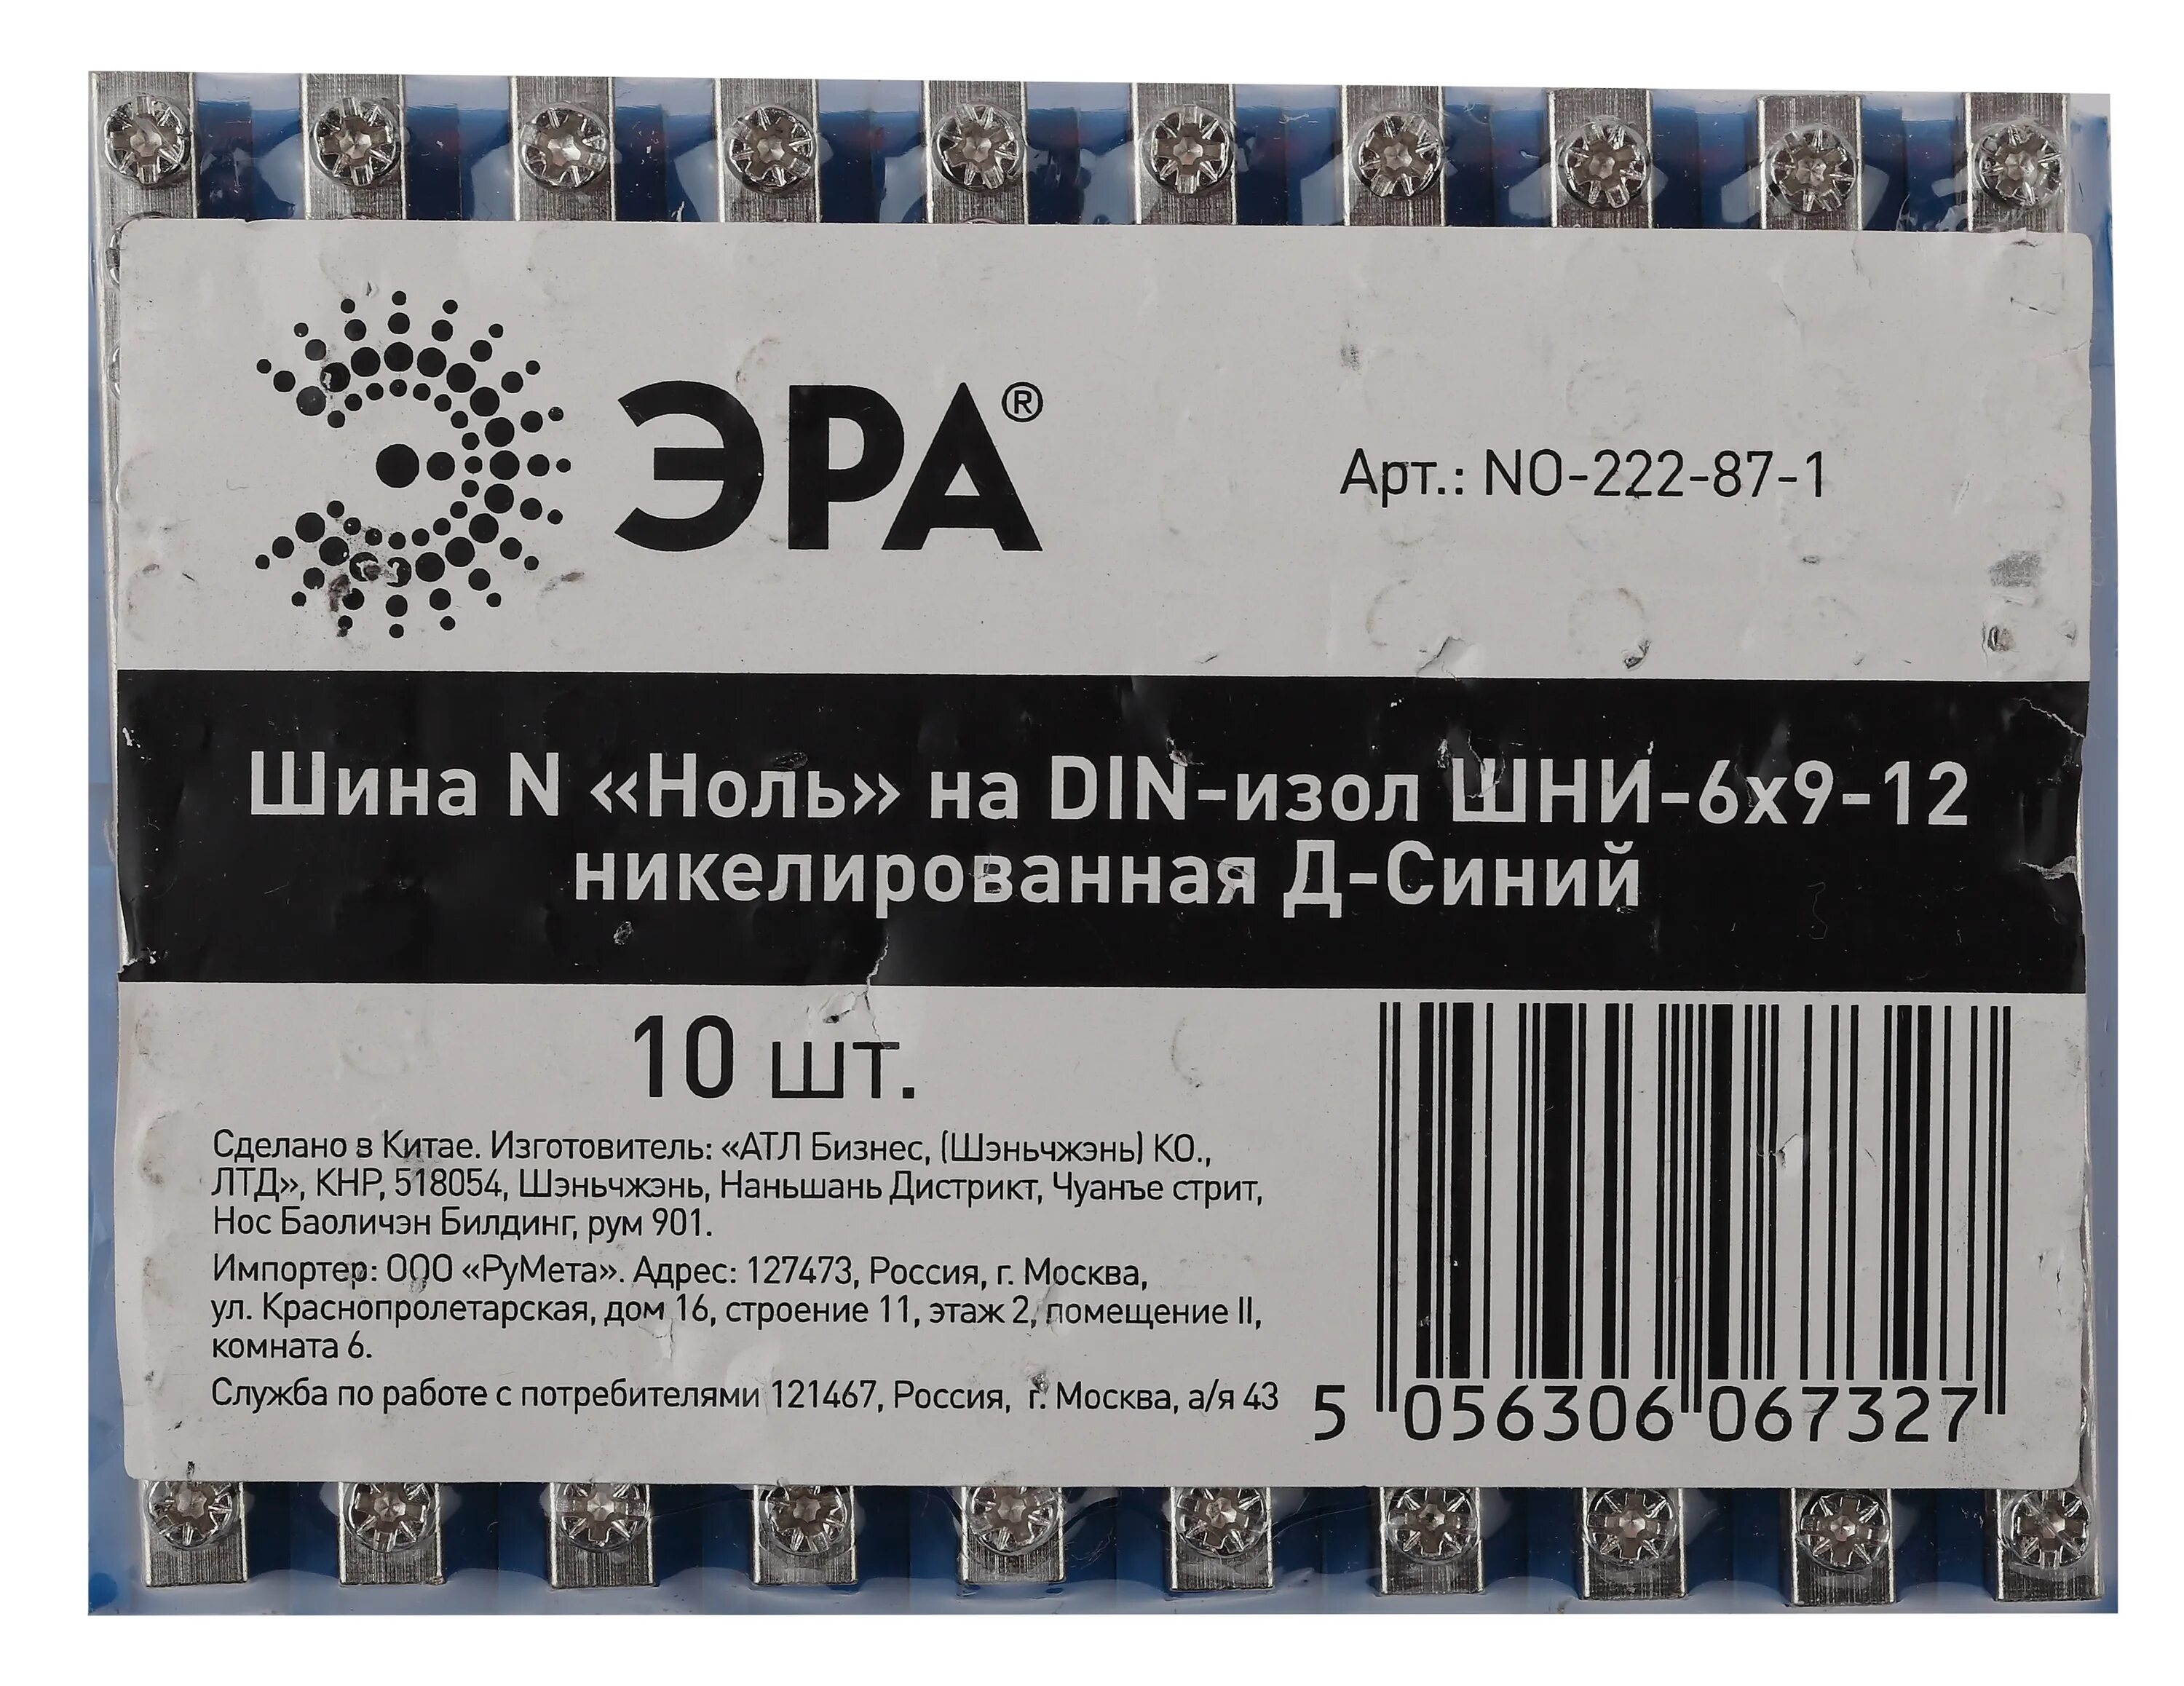 ЭРА®
Арт.: NO-222-87-1
Шина N «Ноль» на DIN-изол ШНИ-6х9-12
никелированная Д-Синий
10 шт.
Сделано в Китае. Изготовитель: «АТЛ Бизнес, (Шэньчжэнь) КО.,
ЛТД», КНР, 518054, Шэньчжэнь, Наньшань Дистрикт, Чуанъе стрит,
Нос Баоличэн Билдинг, рум 901.
Импортер: ООО «РуМета». Адрес: 127473, Россия, г. Москва,
ул. Краснопролетарская, дом 16, строение 11, этаж 2, помещение II,
комната 6.
Служба по работе с потребителями 121467, Россия, г. Москва, а/я 43
5 056306 067327